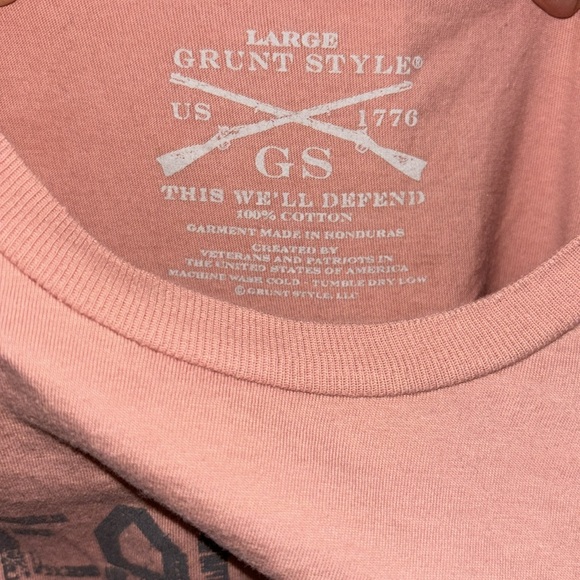 LARGE
GRUNT STYLE®
US 1776
GS
THIS WE'LL DEFEND
100% COTTON
GARMENT MADE IN HONDURAS
CREATED BY
VETERANS AND PATRIOTS IN
THE UNITED STATES OF AMERICA
MACHINE WASH COLD - TUMBLE DRY LOW
© GRUNT STYLE, LLC